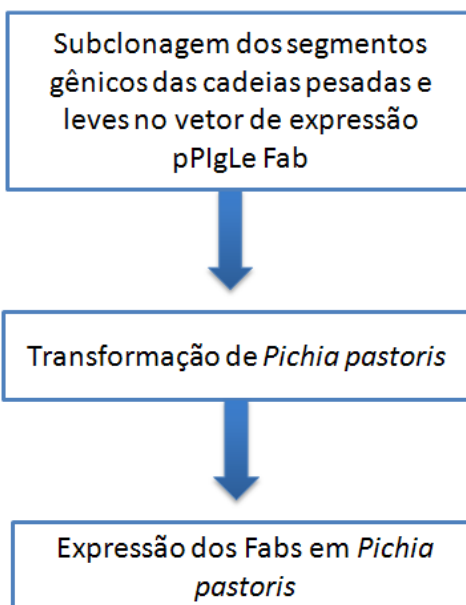 Subclonagem dos segmentos
gênicos das cadeias pesadas e
leves no vetor de expressão
pPIgLe Fab
Transformação de Pichia pastoris
Expressão dos Fabs em Pichia
pastoris